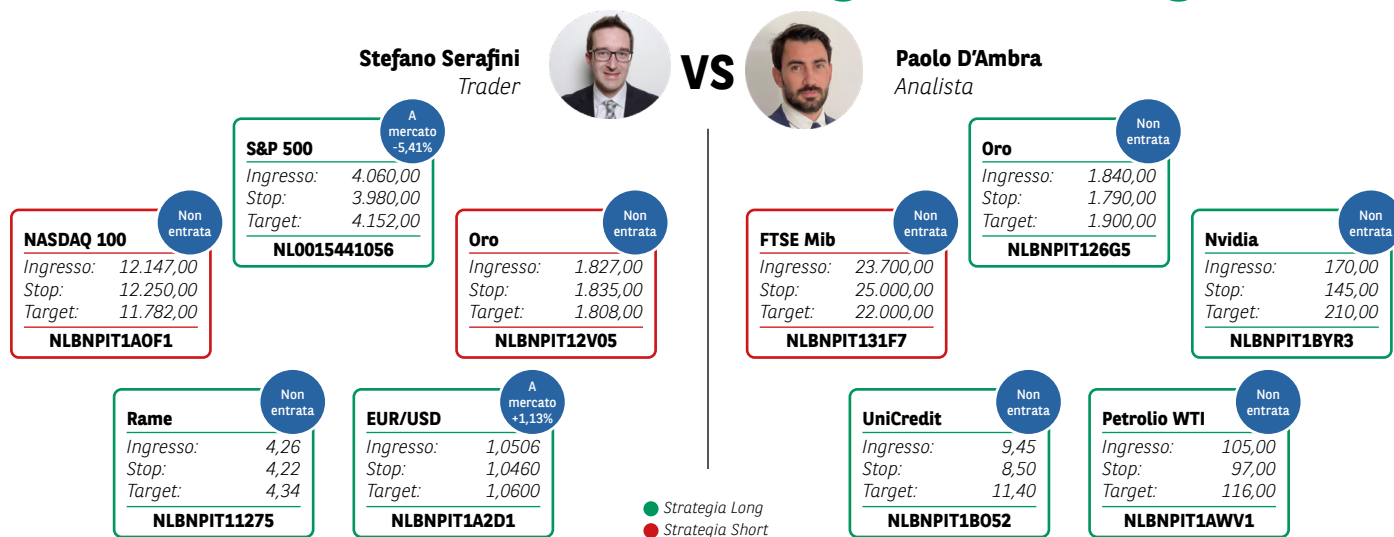 Stefano Serafini
Trader
VS
Paolo D'Ambra
Analista
A
mercato
-5,41%
S&P 500
Ingresso: 4.060,00
Stop: 3.980,00
Target: 4.152,00
NL0015441056
Non
entrata
NASDAQ 100
Ingresso: 12.147,00
Stop: 12.250,00
Target: 11.782,00
NLBNPIT1AOF1
Non
entrata
Oro
Ingresso: 1.827,00
Stop: 1.835,00
Target: 1.808,00
NLBNPIT12V05
Non
entrata
Rame
Ingresso: 4,26
Stop: 4,22
Target: 4,34
NLBNPIT11275
A
mercato
+1,13%
EUR/USD
Ingresso: 1,0506
Stop: 1,0460
Target: 1,0600
NLBNPIT1A2D1
Non
entrata
Oro
Ingresso: 1.840,00
Stop: 1.790,00
Target: 1.900,00
NLBNPIT126G5
Non
entrata
FTSE Mib
Ingresso: 23.700,00
Stop: 25.000,00
Target: 22.000,00
NLBNPIT131F7
Non
entrata
Nvidia
Ingresso: 170,00
Stop: 145,00
Target: 210,00
NLBNPIT1BYR3
Non
entrata
UniCredit
Ingresso: 9,45
Stop: 8,50
Target: 11,40
NLBNPIT1BO52
Non
entrata
Petrolio WTI
Ingresso: 105,00
Stop: 97,00
Target: 116,00
NLBNPIT1AWV1
Strategia Long
Strategia Short